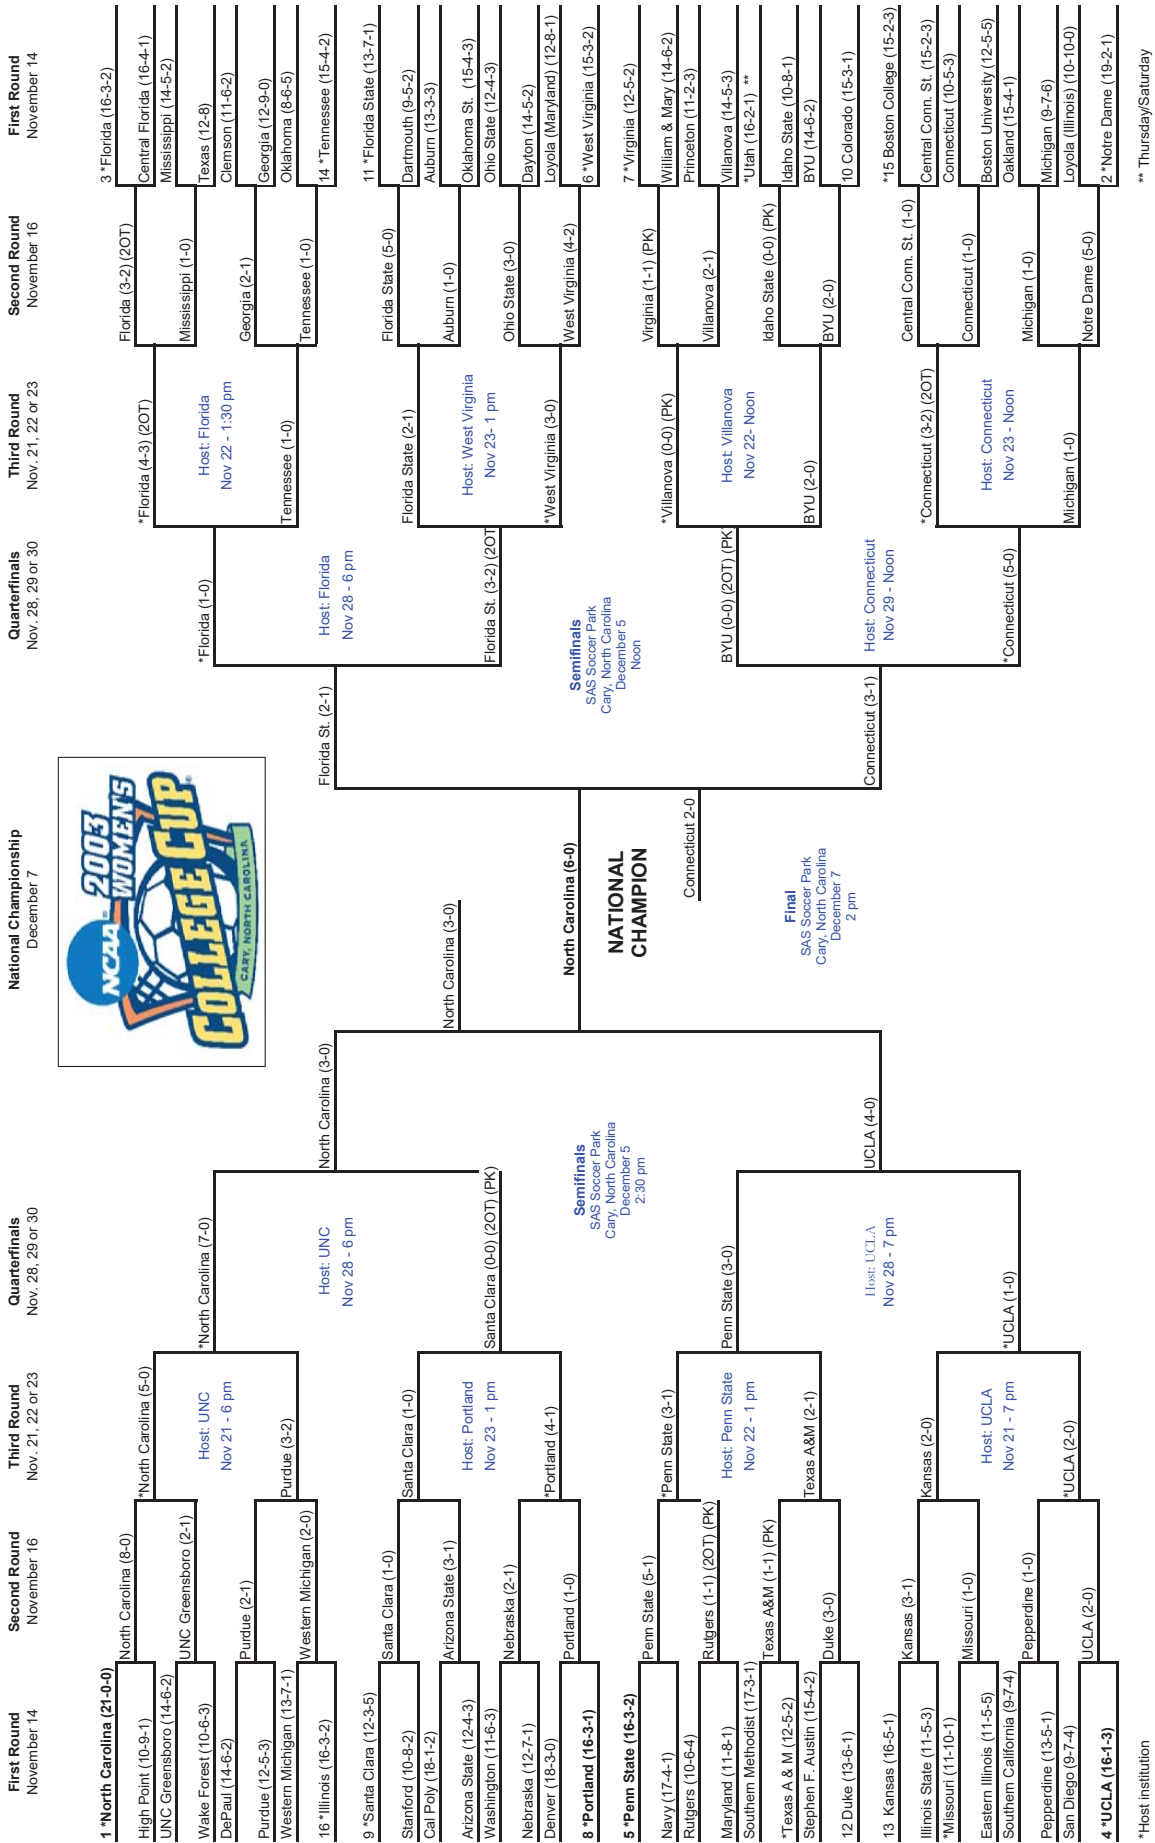 First Round
November 14
Second Round
November 16
Third Round
Nov. 21, 22 or 23
Quarterfinals
Nov. 28, 29 or 30
National Championship
December 7
Quarterfinals
Nov. 28, 29 or 30
Third Round
Nov. 21, 22 or 23
Second Round
November 16
First Round
November 14
1 *North Carolina (21-0-0)
High Point (10-9-1)
UNC Greensboro (14-6-2)
Wake Forest (10-6-3)
DePaul (14-6-2)
Purdue (12-5-3)
Western Michigan (13-7-1)
16 *Illinois (16-3-2)
9 *Santa Clara (12-3-5)
Stanford (10-8-2)
Cal Poly (18-1-2)
Arizona State (12-4-3)
Washington (11-6-3)
Nebraska (12-7-1)
Denver (18-3-0)
8 *Portland (16-3-1)
5 *Penn State (16-3-2)
Navy (17-4-1)
Rutgers (10-6-4)
Maryland (11-8-1)
Southern Methodist (17-3-1)
*Texas A & M (12-5-2)
Stephen F. Austin (15-4-2)
12 Duke (13-6-1)
13 Kansas (16-5-1)
Illinois State (11-5-3)
*Missouri (11-10-1)
Eastern Illinois (11-5-5)
Southern California (9-7-4)
Pepperdine (13-5-1)
San Diego (9-7-4)
4 *UCLA (16-1-3)
*Host institution
North Carolina (8-0)
UNC Greensboro (2-1)
Purdue (2-1)
Western Michigan (2-0)
Santa Clara (1-0)
Arizona State (3-1)
Nebraska (2-1)
Portland (1-0)
Penn State (5-1)
Rutgers (1-1) (2OT) (PK)
Texas A&M (1-1) (PK)
Duke (3-0)
Kansas (3-1)
Missouri (1-0)
Pepperdine (1-0)
UCLA (2-0)
*North Carolina (5-0)
Host: UNC
Nov 21 - 6 pm
Purdue (3-2)
Santa Clara (1-0)
Host: Portland
Nov 23 - 1 pm
*Portland (4-1)
*Penn State (3-1)
Host: Penn State
Nov 22 - 1 pm
Texas A&M (2-1)
Kansas (2-0)
Host: UCLA
Nov 21 - 7 pm
*UCLA (2-0)
*North Carolina (7-0)
Host: UNC
Nov 28 - 6 pm
Santa Clara (0-0) (2OT) (PK)
Penn State (3-0)
Host: UCLA
Nov 28 - 7 pm
*UCLA (1-0)
North Carolina (3-0)
Semifinals
SAS Soccer Park
Cary, North Carolina
December 5
2:30 pm
UCLA (4-0)
NCAA
2003
WOMEN'S
COLLEGE CUP
CARY, NORTH CAROLINA
North Carolina (3-0)
North Carolina (6-0)
NATIONAL
CHAMPION
Connecticut 2-0
Final
SAS Soccer Park
Cary, North Carolina
December 7
2 pm
Florida St. (2-1)
Semifinals
SAS Soccer Park
Cary, North Carolina
December 5
Noon
Connecticut (3-1)
*Florida (1-0)
Host: Florida
Nov 28 - 6 pm
Florida St. (3-2) (2OT
BYU (0-0) (2OT) (PK
Host: Connecticut
Nov 29 - Noon
*Connecticut (5-0)
*Florida (4-3) (2OT)
Host: Florida
Nov 22 - 1:30 pm
Tennessee (1-0)
Florida State (2-1)
Host: West Virginia
Nov 23- 1 pm
*West Virginia (3-0)
*Villanova (0-0) (PK)
Host: Villanova
Nov 22- Noon
BYU (2-0)
*Connecticut (3-2) (2OT)
Host: Connecticut
Nov 23 - Noon
Michigan (1-0)
Florida (3-2) (2OT)
Mississippi (1-0)
Georgia (2-1)
Tennessee (1-0)
Florida State (5-0)
Auburn (1-0)
Ohio State (3-0)
West Virginia (4-2)
Virginia (1-1) (PK)
Villanova (2-1)
Idaho State (0-0) (PK)
BYU (2-0)
Central Conn. St. (1-0)
Connecticut (1-0)
Michigan (1-0)
Notre Dame (5-0)
3 *Florida (16-3-2)
Central Florida (16-4-1)
Mississippi (14-5-2)
Texas (12-8)
Clemson (11-6-2)
Georgia (12-9-0)
Oklahoma (8-6-5)
14 *Tennessee (15-4-2)
11 *Florida State (13-7-1)
Dartmouth (9-5-2)
Auburn (13-3-3)
Oklahoma St. (15-4-3)
Ohio State (12-4-3)
Dayton (14-5-2)
Loyola (Maryland) (12-8-1)
6 *West Virginia (15-3-2)
7 *Virginia (12-5-2)
William & Mary (14-6-2)
Princeton (11-2-3)
Villanova (14-5-3)
*Utah (16-2-1) **
Idaho State (10-8-1)
BYU (14-6-2)
10 Colorado (15-3-1)
*15 Boston College (15-2-3)
Central Conn. St. (15-2-3)
Connecticut (10-5-3)
Boston University (12-5-5)
Oakland (15-4-1)
Michigan (9-7-6)
Loyola (Illinois) (10-10-0)
2 *Notre Dame (19-2-1)
** Thursday/Saturday